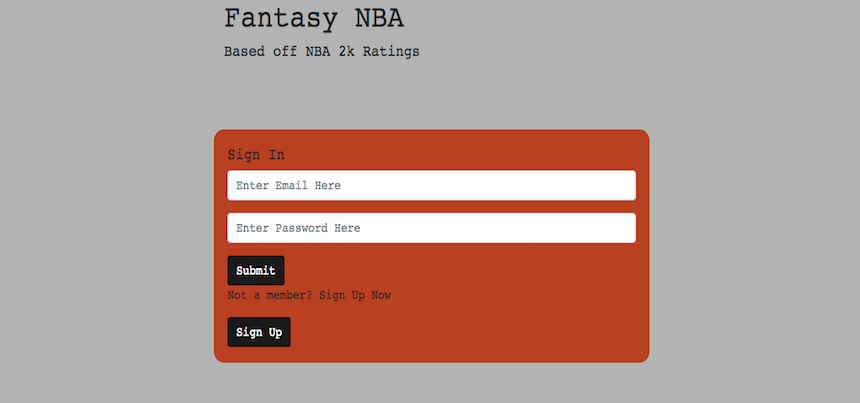 Fantasy NBA
Based off NBA 2k Ratings
Sign In
Enter Email Here
Enter Password Here
Submit
Not a member? Sign Up Now
Sign Up